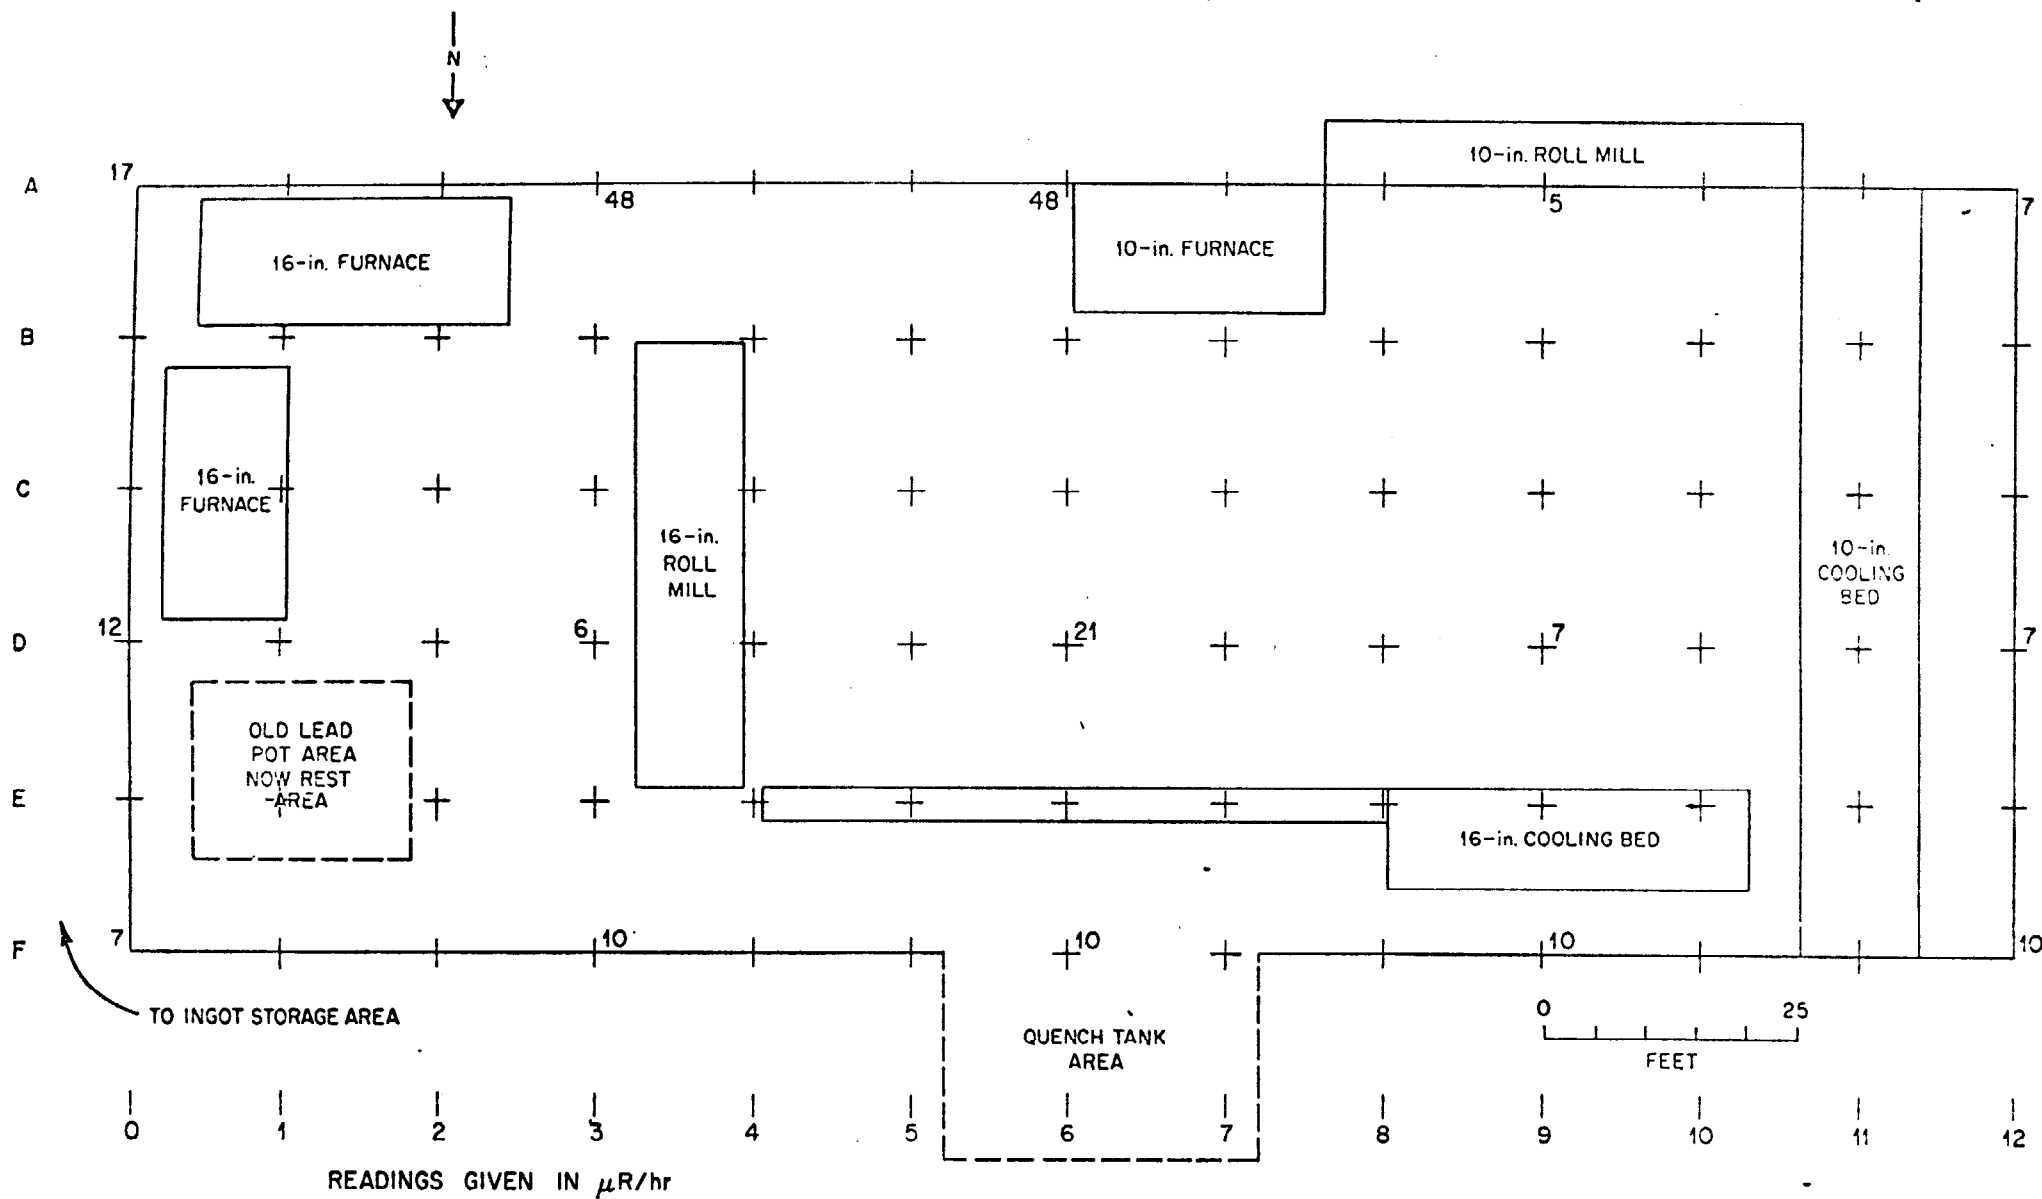 N
10-in. ROLL MILL
A
17
48
48
5
7
16-in. FURNACE
10-in. FURNACE
B
C
16-in.
FURNACE
16-in.
ROLL
MILL
10-in.
COOLING
BED
D
12
6
21
7
7
OLD LEAD
POT AREA
NOW REST
AREA
E
16-in. COOLING BED
F
7
10
10
10
10
TO INGOT STORAGE AREA
QUENCH TANK
AREA
0 25
FEET
0 1 2 3 4 5 6 7 8 9 10 11 12
READINGS GIVEN IN μR/hr